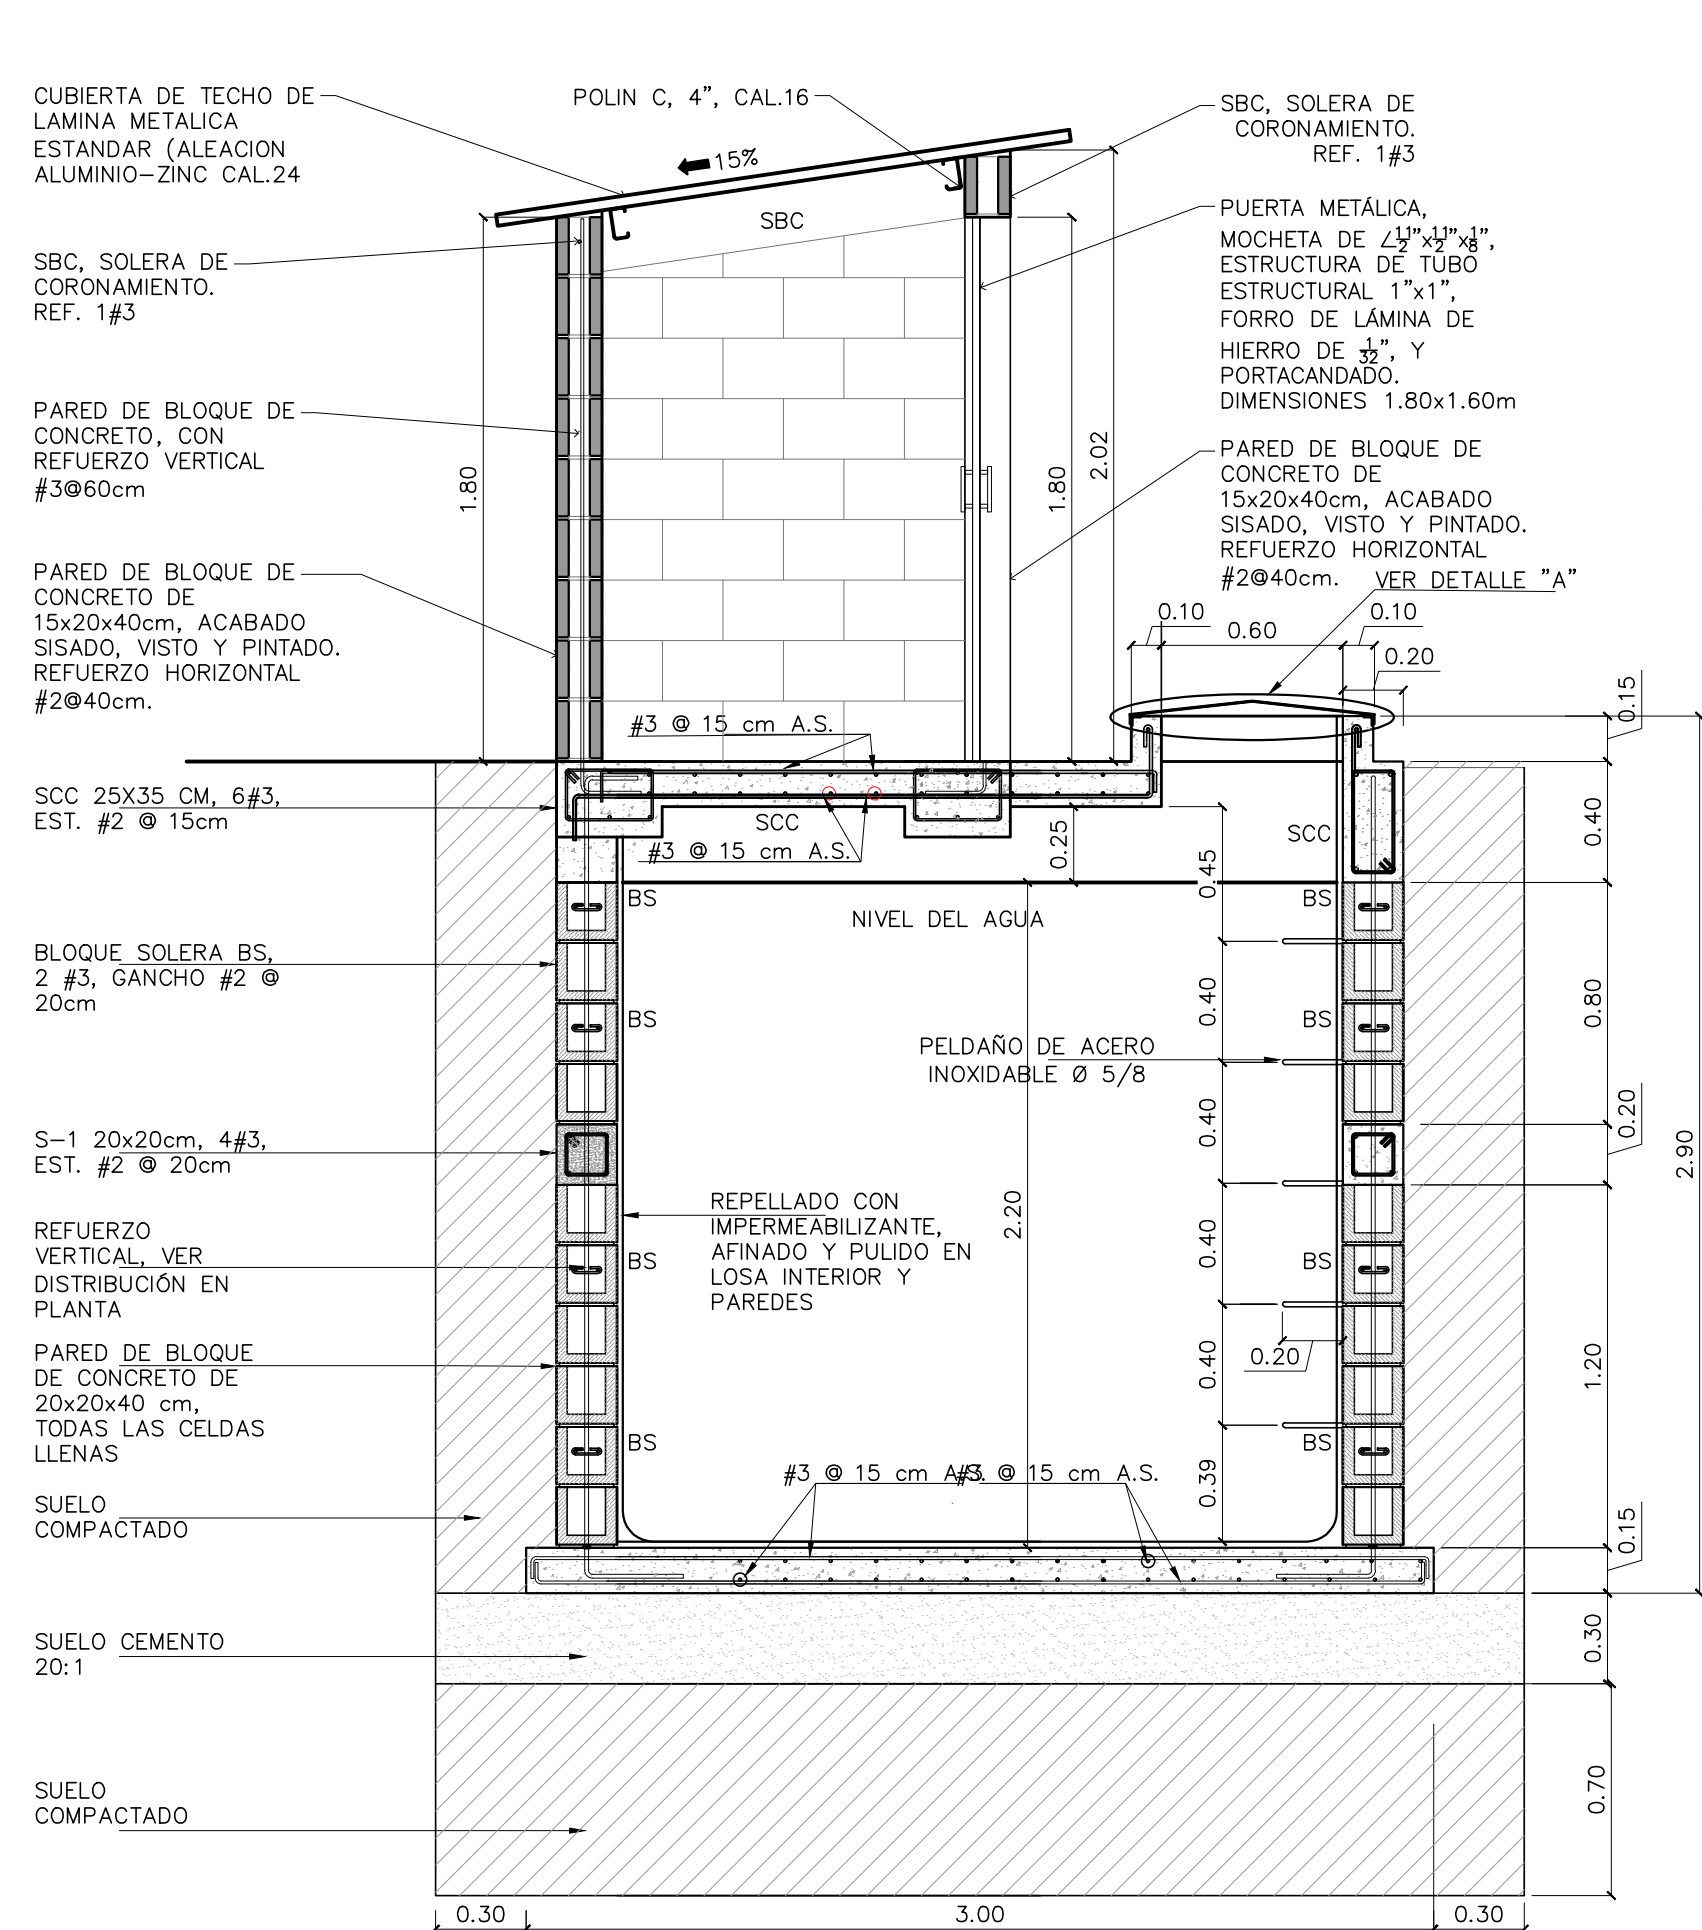 CUBIERTA DE TECHO DE
LAMINA METALICA
ESTANDAR (ALEACION
ALUMINIO-ZINC CAL.24
SBC, SOLERA DE
CORONAMIENTO.
REF. 1#3
PARED DE BLOQUE DE
CONCRETO, CON
REFUERZO VERTICAL
#3@60cm
PARED DE BLOQUE DE
CONCRETO DE
15x20x40cm, ACABADO
SISADO, VISTO Y PINTADO.
REFUERZO HORIZONTAL
#2@40cm.
SCC 25X35 CM, 6#3,
EST. #2 @ 15cm
BLOQUE SOLERA BS,
2 #3, GANCHO #2 @
20cm
S-1 20x20cm, 4#3,
EST. #2 @ 20cm
REFUERZO
VERTICAL, VER
DISTRIBUCIÓN EN
PLANTA
PARED DE BLOQUE
DE CONCRETO DE
20x20x40 cm,
TODAS LAS CELDAS
LLENAS
SUELO
COMPACTADO
SUELO CEMENTO
20:1
SUELO
COMPACTADO
POLIN C, 4", CAL.16
15%
SBC
1.80
1.80
2.02
#3 @ 15 cm A.S.
SCC
#3 @ 15 cm A.S.
0.25
SCC
NIVEL DEL AGUA
BS
BS
BS
BS
BS
BS
BS
BS
PELDAÑO DE ACERO
INOXIDABLE Ø 5/8
REPELLADO CON
IMPERMEABILIZANTE,
AFINADO Y PULIDO EN
LOSA INTERIOR Y
PAREDES
2.20
0.45
0.40
0.40
0.40
0.40
0.39
0.20
#3 @ 15 cm A.S.
#3 @ 15 cm A.S.
SBC, SOLERA DE
CORONAMIENTO.
REF. 1#3
PUERTA METÁLICA,
MOCHETA DE ∠11/2"x11/2"x1/8",
ESTRUCTURA DE TUBO
ESTRUCTURAL 1"x1",
FORRO DE LÁMINA DE
HIERRO DE 1/32", Y
PORTACANDADO.
DIMENSIONES 1.80x1.60m
PARED DE BLOQUE DE
CONCRETO DE
15x20x40cm, ACABADO
SISADO, VISTO Y PINTADO.
REFUERZO HORIZONTAL
#2@40cm.
VER DETALLE "A"
0.10
0.60
0.10
0.20
0.15
0.40
0.80
0.20
2.90
1.20
0.15
0.30
0.70
0.30
3.00
0.30